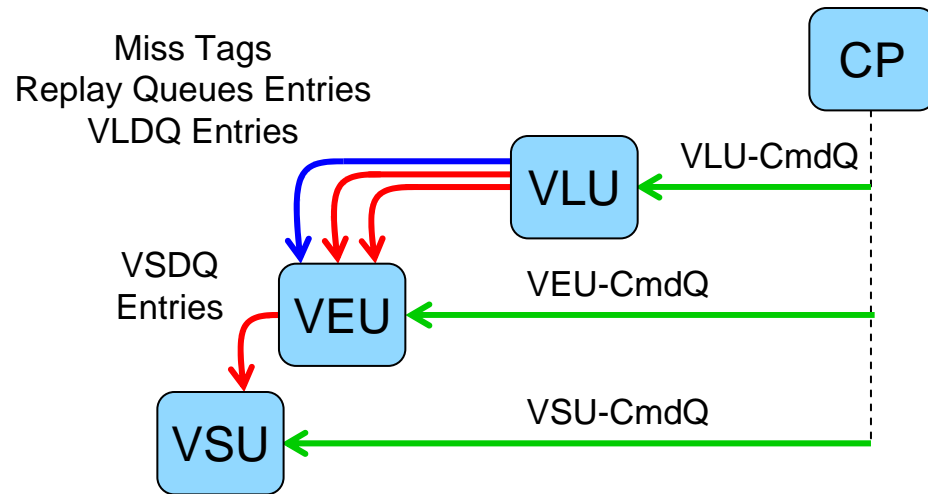 Miss Tags
Replay Queues Entries
VLDQ Entries
CP
VLU-CmdQ
VLU
VSDQ
Entries
VEU-CmdQ
VEU
VSU-CmdQ
VSU